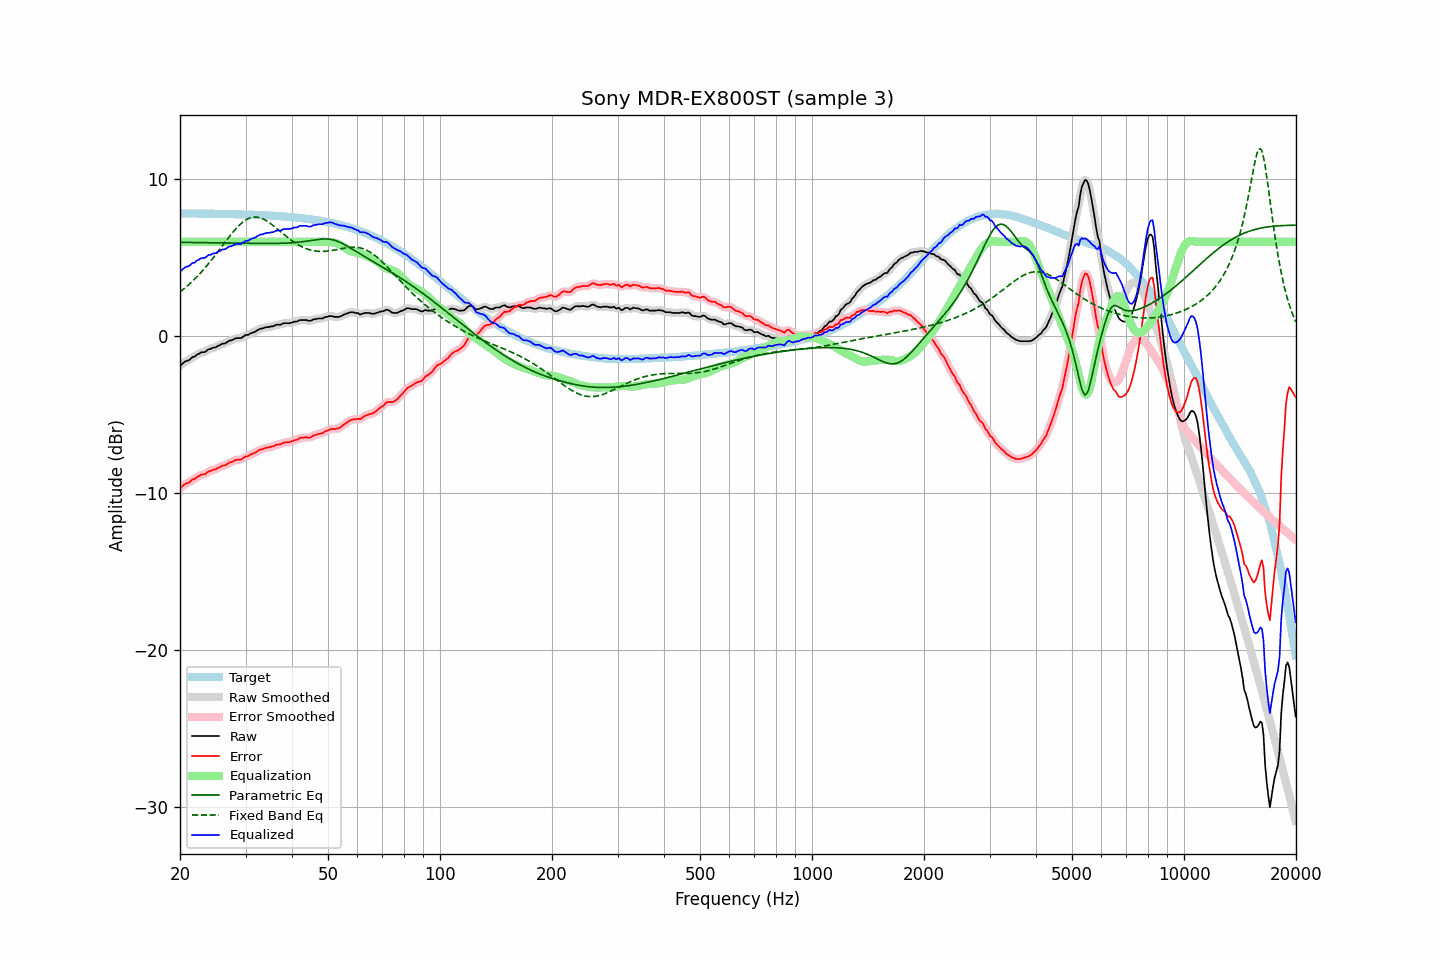 Sony MDR-EX800ST (sample 3)
10
0
−10
−20
−30
Amplitude (dBr)
20
50
100
200
500
1000
2000
5000
10000
20000
Frequency (Hz)
Target
Raw Smoothed
Error Smoothed
Raw
Error
Equalization
Parametric Eq
Fixed Band Eq
Equalized